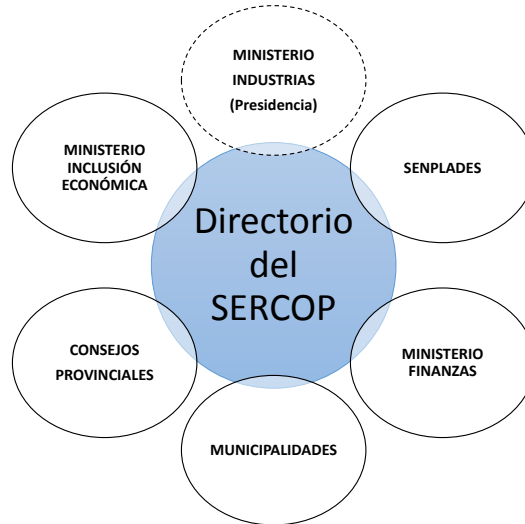 MINISTERIO
INDUSTRIAS
(Presidencia)
MINISTERIO
INCLUSIÓN
ECONÓMICA
SENPLADES
Directorio
del
SERCOP
CONSEJOS
PROVINCIALES
MINISTERIO
FINANZAS
MUNICIPALIDADES